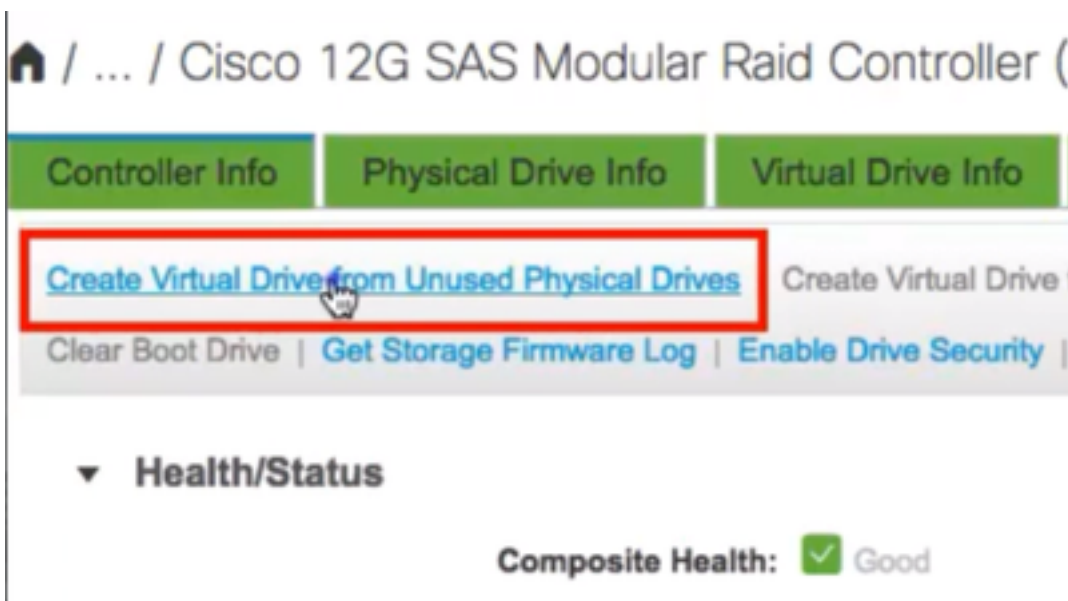 / ... / Cisco 12G SAS Modular Raid Controller (
Controller Info Physical Drive Info Virtual Drive Info
Create Virtual Drive from Unused Physical Drives Create Virtual Drive
Clear Boot Drive | Get Storage Firmware Log | Enable Drive Security |
Health/Status
Composite Health: Good